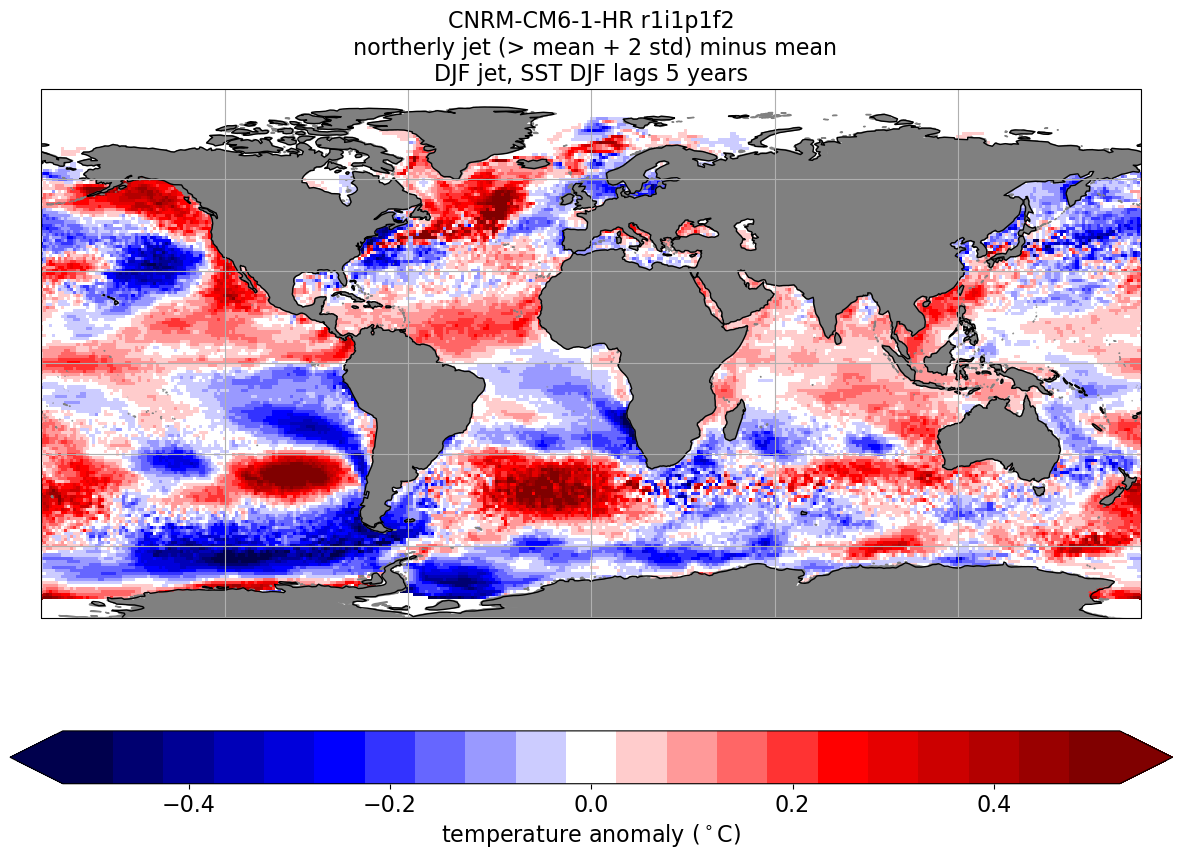 CNRM-CM6-1-HR r1i1p1f2
northerly jet (> mean + 2 std) minus mean
DJF jet, SST DJF lags 5 years
−0.4 −0.2 0.0 0.2 0.4
temperature anomaly (°C)